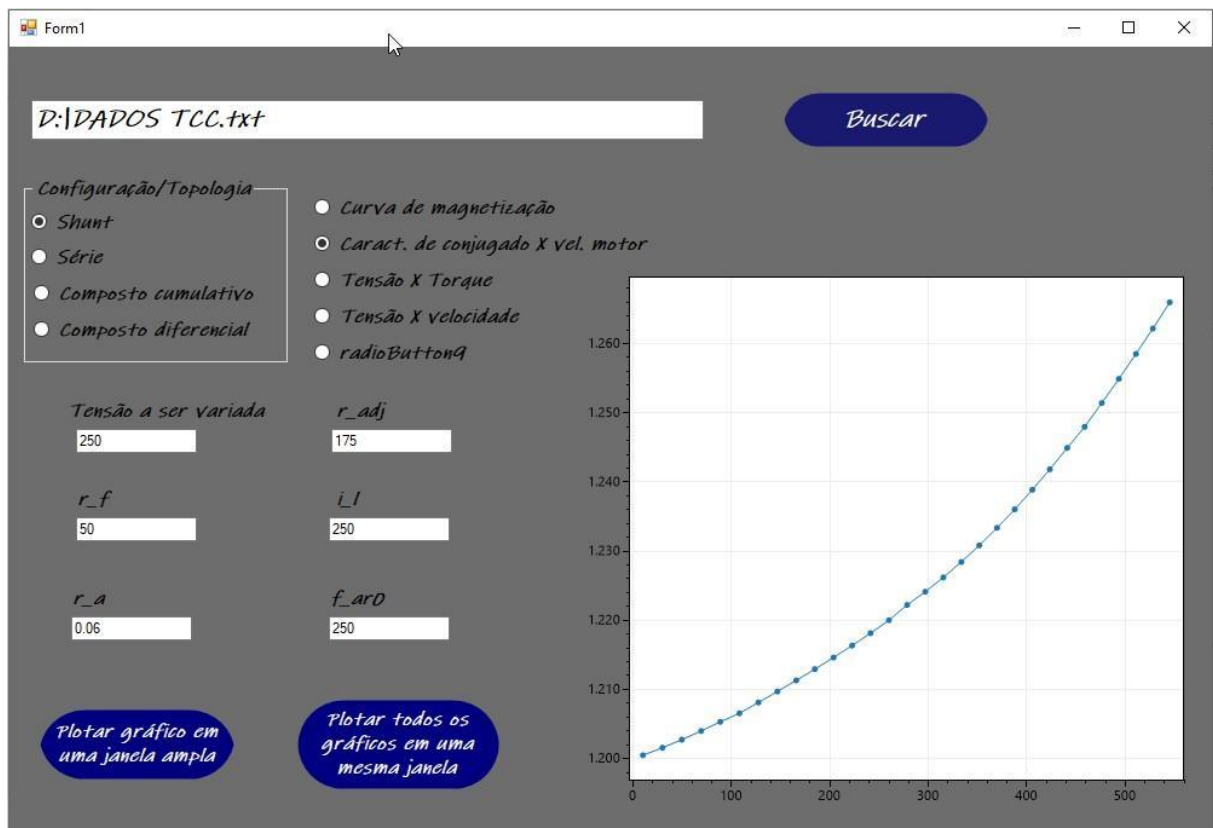 Form1
D:\DADOS TCC.txt
Buscar
Configuração/Topologia
Shunt
Série
Composto cumulativo
Composto diferencial
Curva de magnetização
Caract. de conjugado X vel. motor
Tensão X Torque
Tensão X velocidade
radioButton9
Tensão a ser variada
250
r_adj
175
r_f
50
i_l
250
r_a
0.06
f_ar0
250
Plotar gráfico em
uma janela ampla
Plotar todos os
gráficos em uma
mesma janela
1.260
1.250
1.240
1.230
1.220
1.210
1.200
0 100 200 300 400 500